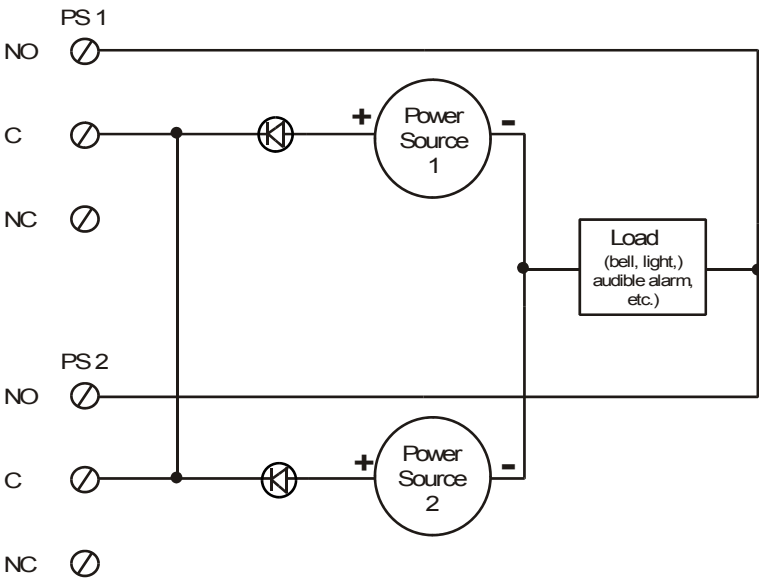 PS 1
NO
C
+
Power
Source
1
-
NC
Load
(bell, light,)
audible alarm,
etc.)
PS 2
NO
C
+
Power
Source
2
-
NC